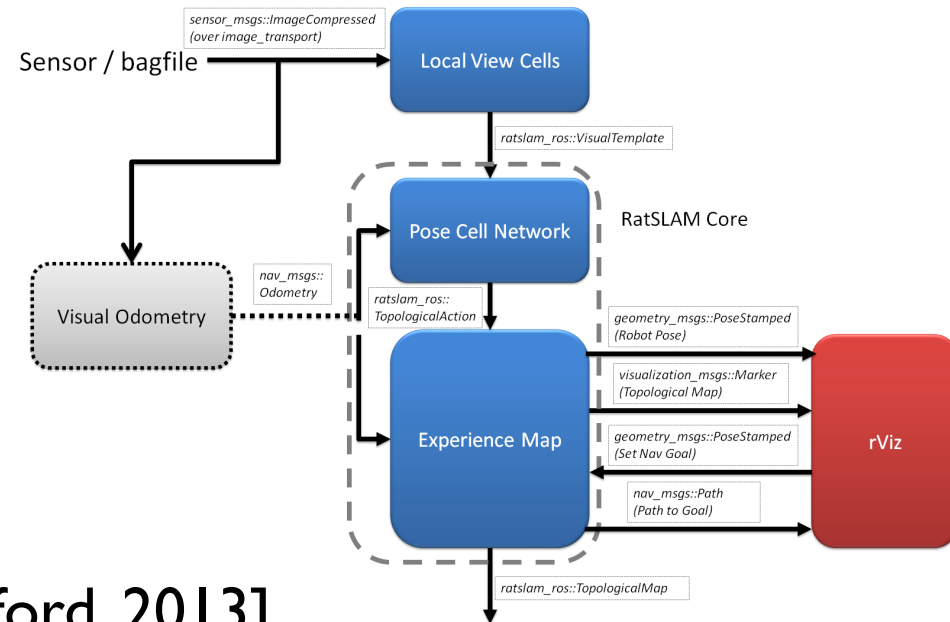 sensor_msgs::ImageCompressed
(over image_transport)
Sensor / bagfile
Local View Cells
ratslam_ros::VisualTemplate
Pose Cell Network
RatSLAM Core
nav_msgs::
Odometry
Visual Odometry
ratslam_ros::
TopologicalAction
geometry_msgs::PoseStamped
(Robot Pose)
visualization_msgs::Marker
(Topological Map)
Experience Map
geometry_msgs::PoseStamped
(Set Nav Goal)
rViz
nav_msgs::Path
(Path to Goal)
ratslam_ros::TopologicalMap
ford, 2013]